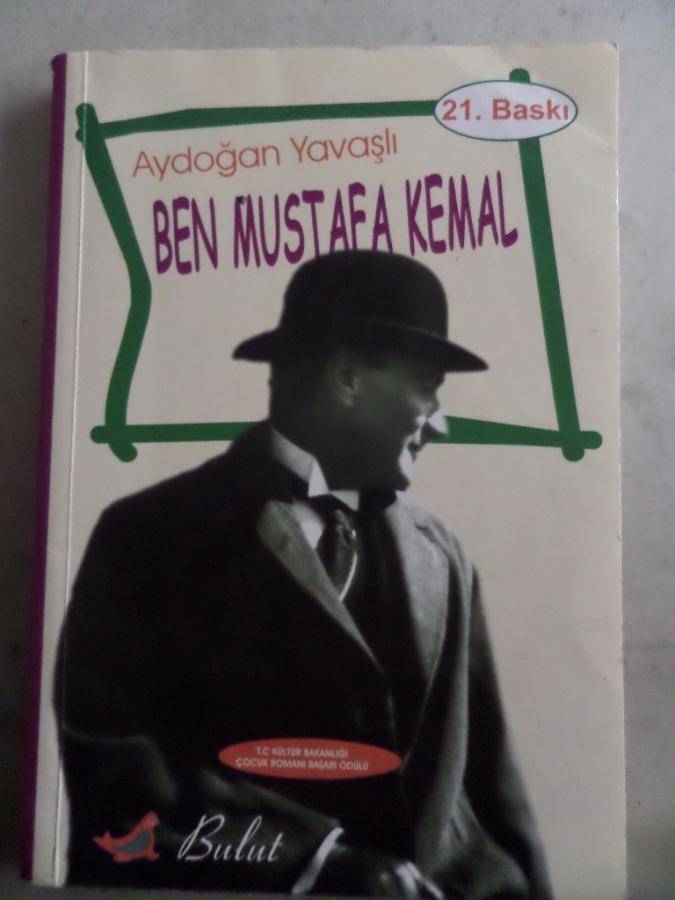 21. Baskı
Aydoğan Yavaşlı
BEN MUSTAFA KEMAL
T.C KÜLTÜR BAKANLIĞI
ÇOCUK ROMANI BAŞARI ÖDÜLÜ
Bulut